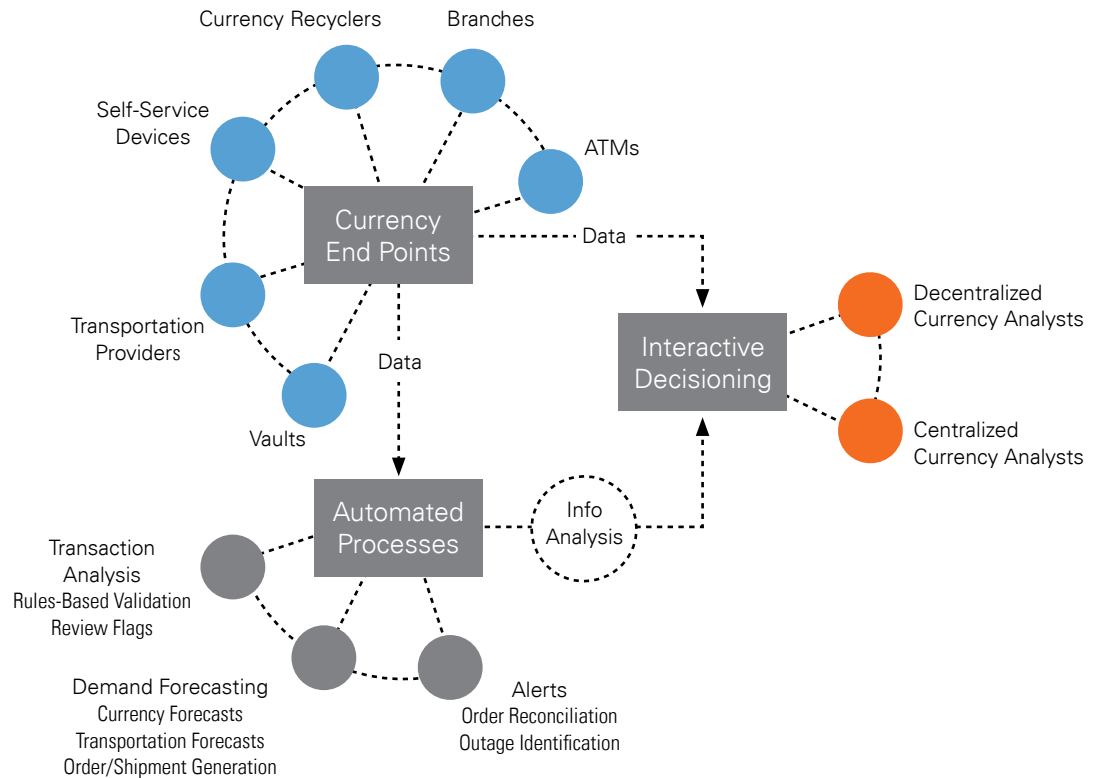 Currency Recyclers
Branches
Self-Service
Devices
ATMs
Currency
End Points
Data
Transportation
Providers
Decentralized
Currency Analysts
Interactive
Decisioning
Data
Vaults
Centralized
Currency Analysts
Automated
Processes
Info
Analysis
Transaction
Analysis
Rules-Based Validation
Review Flags
Demand Forecasting
Currency Forecasts
Transportation Forecasts
Order/Shipment Generation
Alerts
Order Reconciliation
Outage Identification